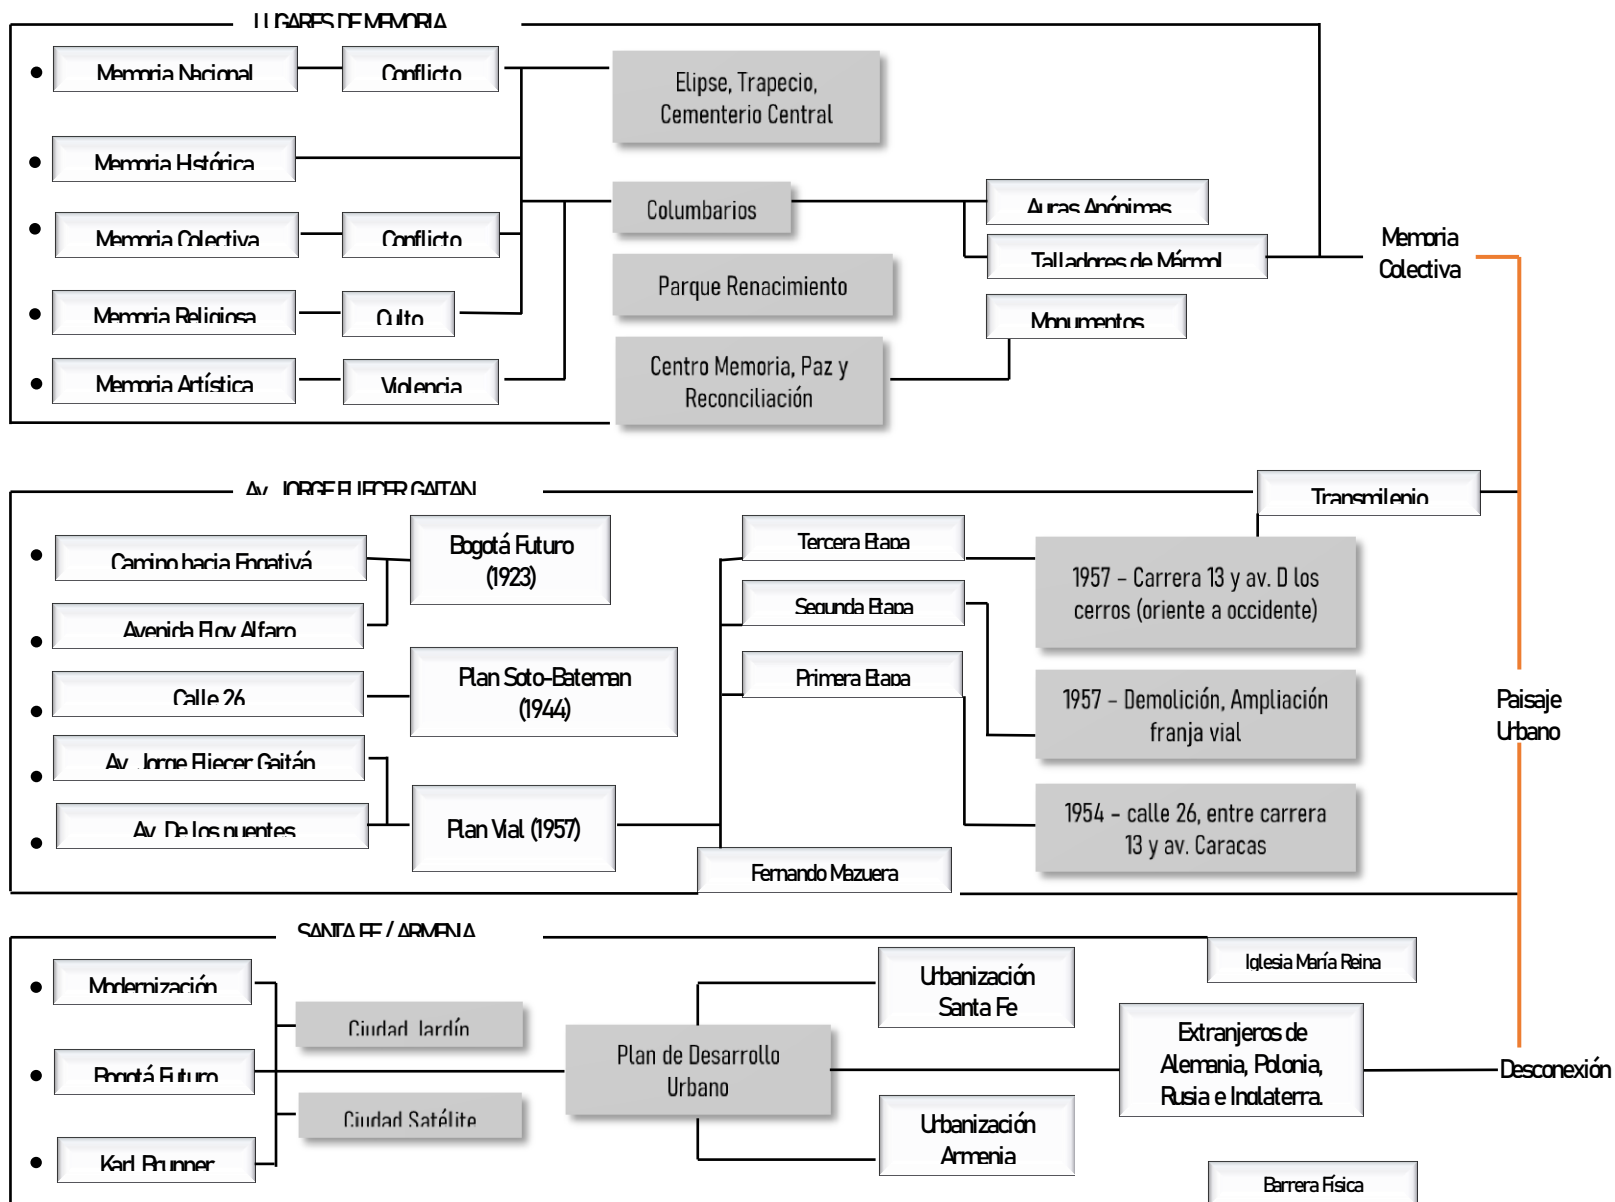 LUGARES DE MEMORIA
Memoria Nacional
Conflicto
Elipse, Trapecio,
Cementerio Central
Memoria Histórica
Columbarios
Auras Anónimas
Memoria Colectiva
Conflicto
Talladores de Mármol
Memoria
Colectiva
Parque Renacimiento
Memoria Religiosa
Culto
Monumentos
Centro Memoria, Paz y
Reconciliación
Memoria Artística
Violencia
Av. JORGE ELIECER GAITAN
Transmilenio
Camino hacia Engativá
Bogotá Futuro
(1923)
Tercera Etapa
1957 – Carrera 13 y av. D los
cerros (oriente a occidente)
Avenida Eloy Alfaro
Segunda Etapa
Calle 26
Plan Soto-Bateman
(1944)
Primera Etapa
1957 – Demolición, Ampliación
franja vial
Paisaje
Urbano
Av. Jorge Eliecer Gaitán
Av. De los puentes
Plan Vial (1957)
1954 – calle 26, entre carrera
13 y av. Caracas
Fernando Mazuera
SANTA FE / ARMENIA
Modernización
Urbanización
Santa Fe
Iglesia María Reina
Ciudad Jardín
Bogotá Futuro
Plan de Desarrollo
Urbano
Extranjeros de
Alemania, Polonia,
Rusia e Inglaterra.
Desconexión
Ciudad Satélite
Karl Brunner
Urbanización
Armenia
Barrera Física